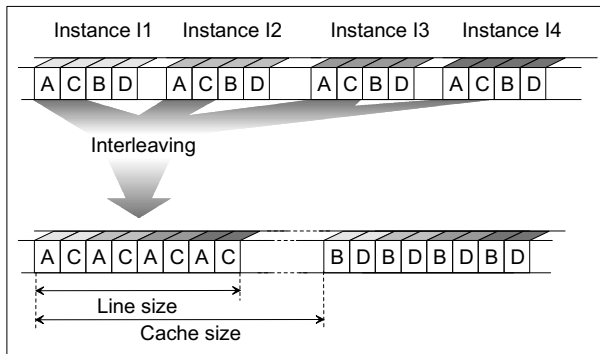 Instance I1 Instance I2 Instance I3 Instance I4
A C B D A C B D A C B D A C B D
Interleaving
A C A C A C A C B D B D B D B D
Line size
Cache size